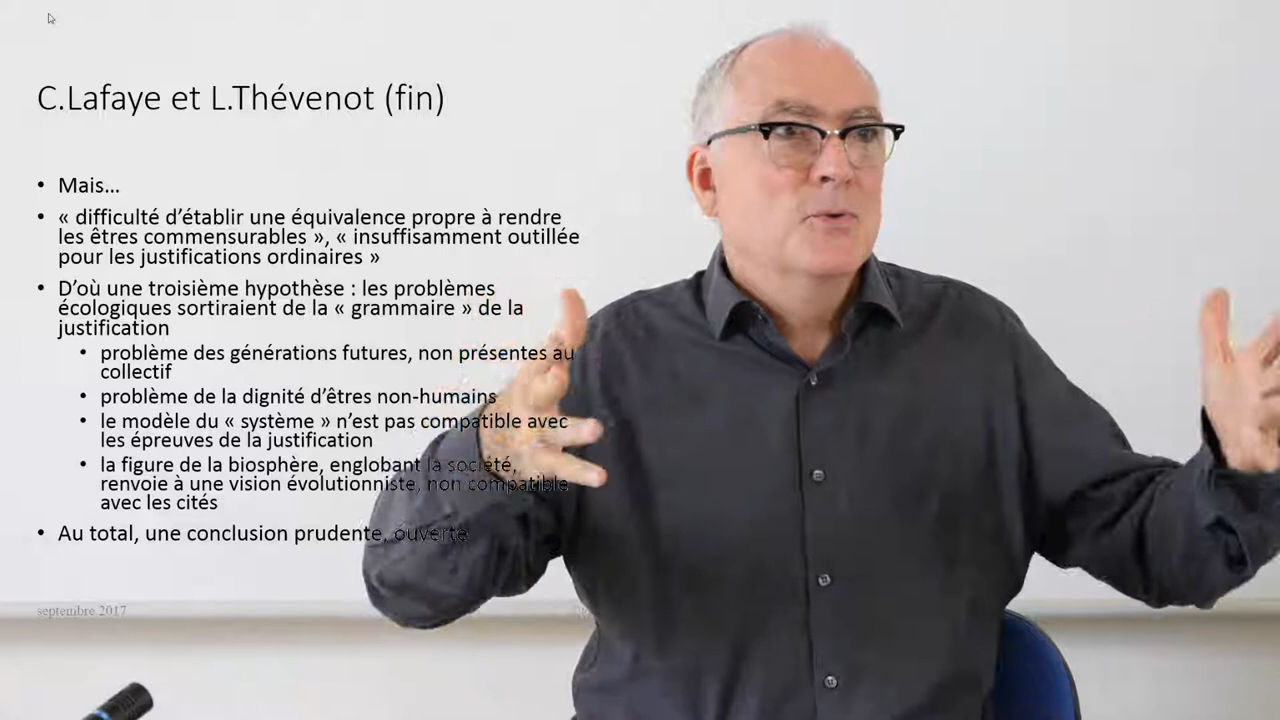 C.Lafaye et L.Thévenot (fin)
• Mais...
• « difficulté d'établir une équivalence propre à rendre
les êtres commensurables », « insuffisamment outillée
pour les justifications ordinaires »
• D'où une troisième hypothèse : les problèmes
écologiques sortiraient de la « grammaire » de la
justification
• problème des générations futures, non présentes au
collectif
• problème de la dignité d'êtres non-humains
• le modèle du « système » n'est pas compatible avec
les épreuves de la justification
• la figure de la biosphère, englobant la société,
renvoie à une vision évolutionniste, non compatible
avec les cités
• Au total, une conclusion prudente, ouverte
septembre 2017